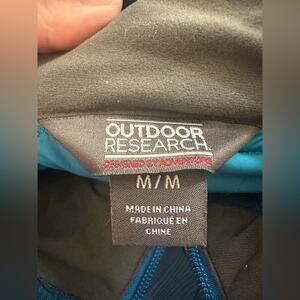 OUTDOOR
RESEARCH
DESIGNED BY ADVENTURE
M/M
MADE IN CHINA
FABRIQUÉ EN
CHINE